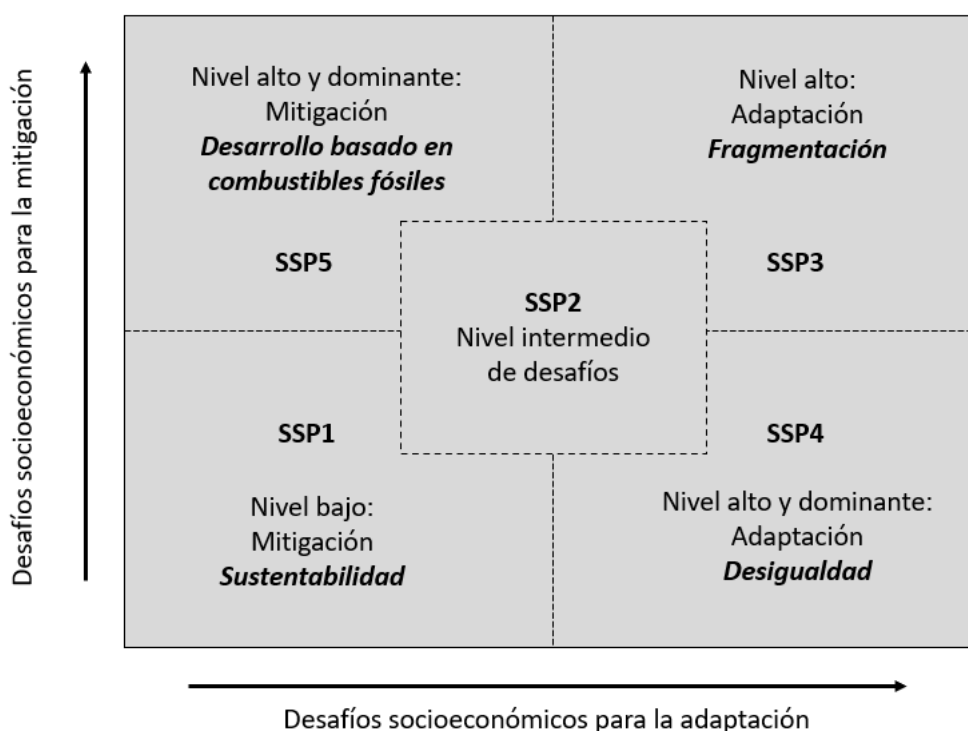 Desafíos socioeconómicos para la mitigación
Nivel alto y dominante:
Mitigación
Desarrollo basado en
combustibles fósiles
SSP5
Nivel alto:
Adaptación
Fragmentación
SSP3
SSP2
Nivel intermedio
de desafíos
SSP1
Nivel bajo:
Mitigación
Sustentabilidad
SSP4
Nivel alto y dominante:
Adaptación
Desigualdad
Desafíos socioeconómicos para la adaptación